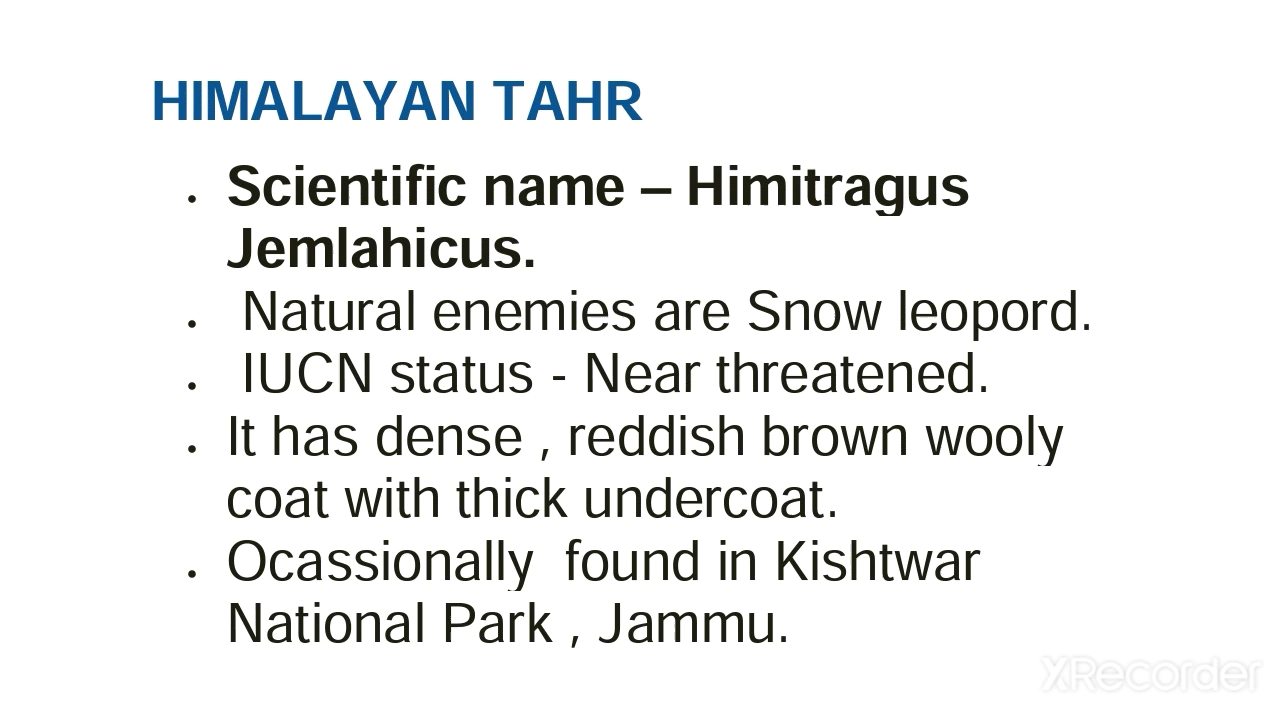 HIMALAYAN TAHR
• Scientific name – Himitragus
Jemlahicus.
• Natural enemies are Snow leopord.
• IUCN status - Near threatened.
• It has dense , reddish brown wooly
coat with thick undercoat.
• Ocassionally found in Kishtwar
National Park , Jammu.
XRecorder